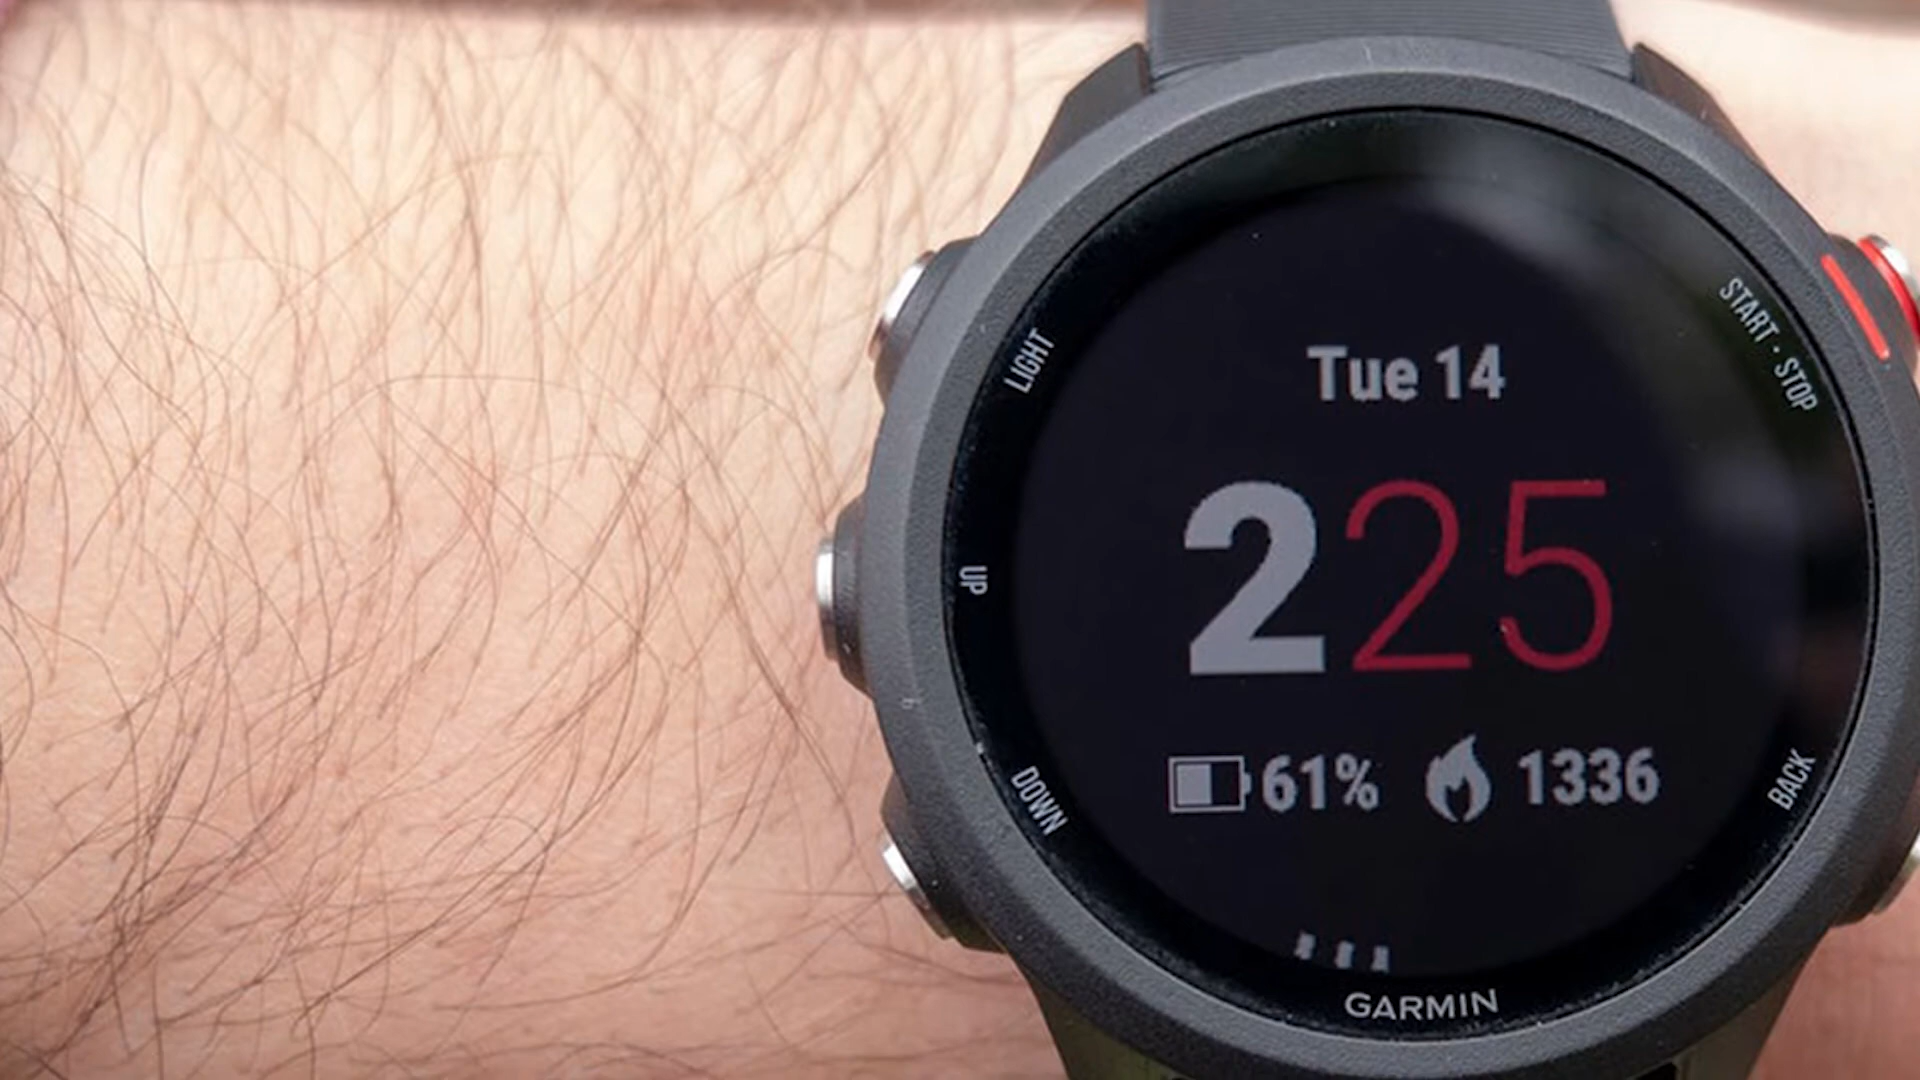 START · STOP
LIGHT
Tue 14
225
UP
61% 1336
DOWN
BACK
GARMIN